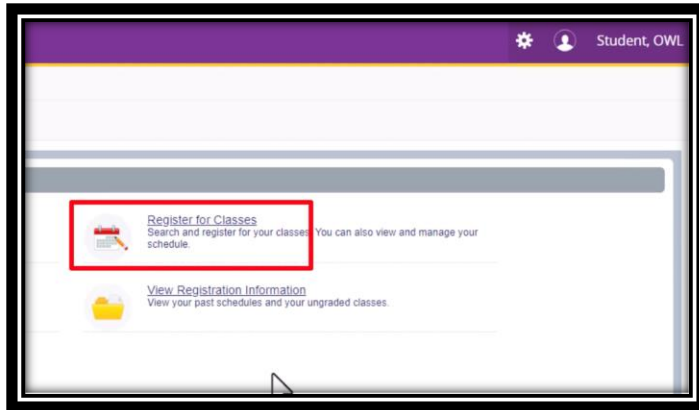 Student, OWL
Register for Classes
Search and register for your classes. You can also view and manage your
schedule.
View Registration Information
View your past schedules and your ungraded classes.